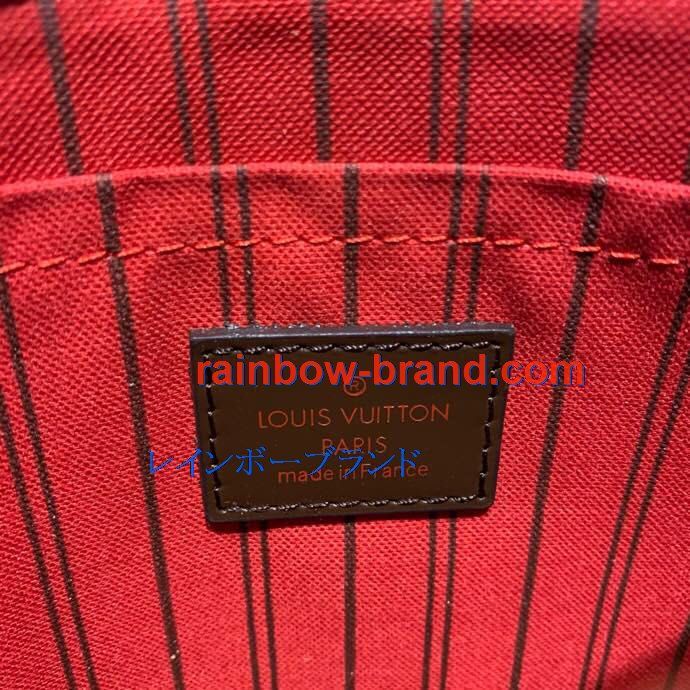 rainbow-brand.com
®
LOUIS VUITTON
PARIS
レインボーブランド
made in France